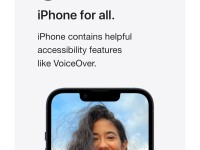 iPhone for all.
iPhone contains helpful
accessibility features
like VoiceOver.